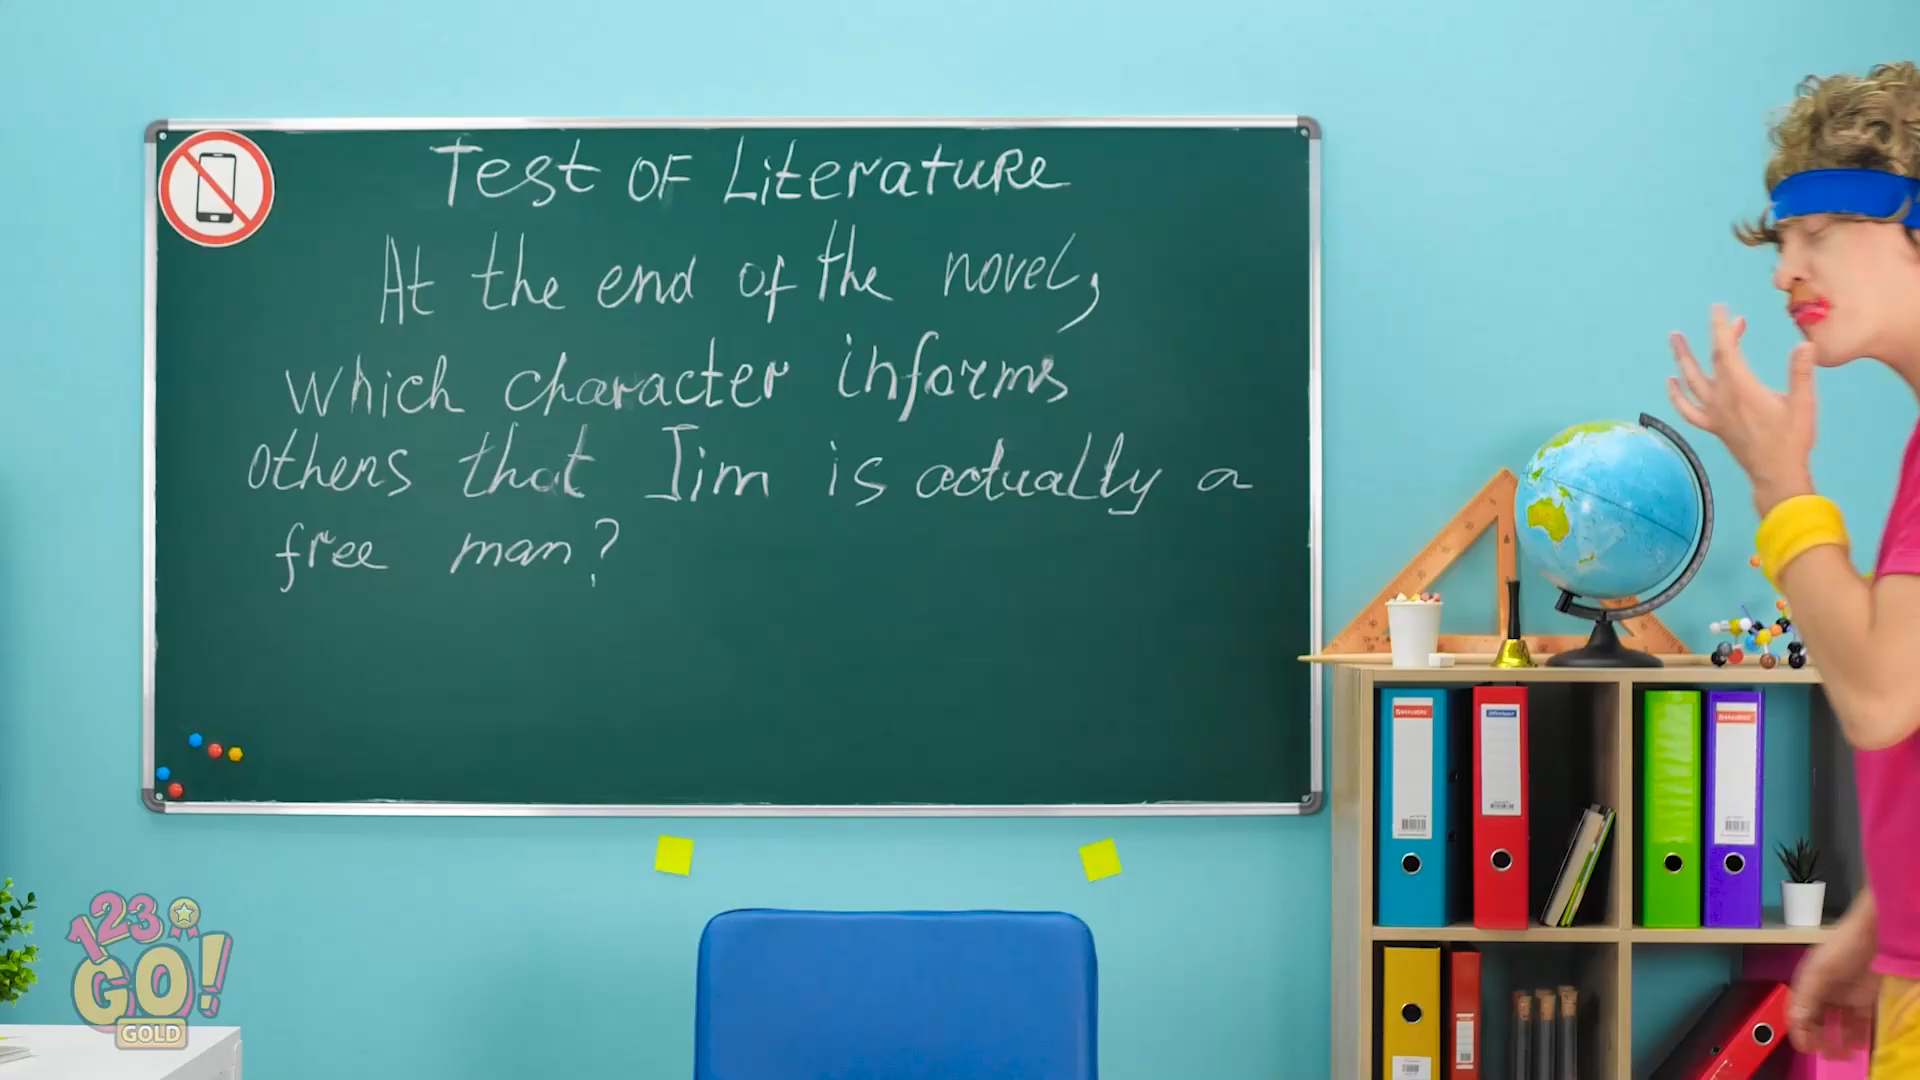 Test of Literature
At the end of the novel,
which character informs
others that Jim is actually a
free man?
123
GO!
GOLD